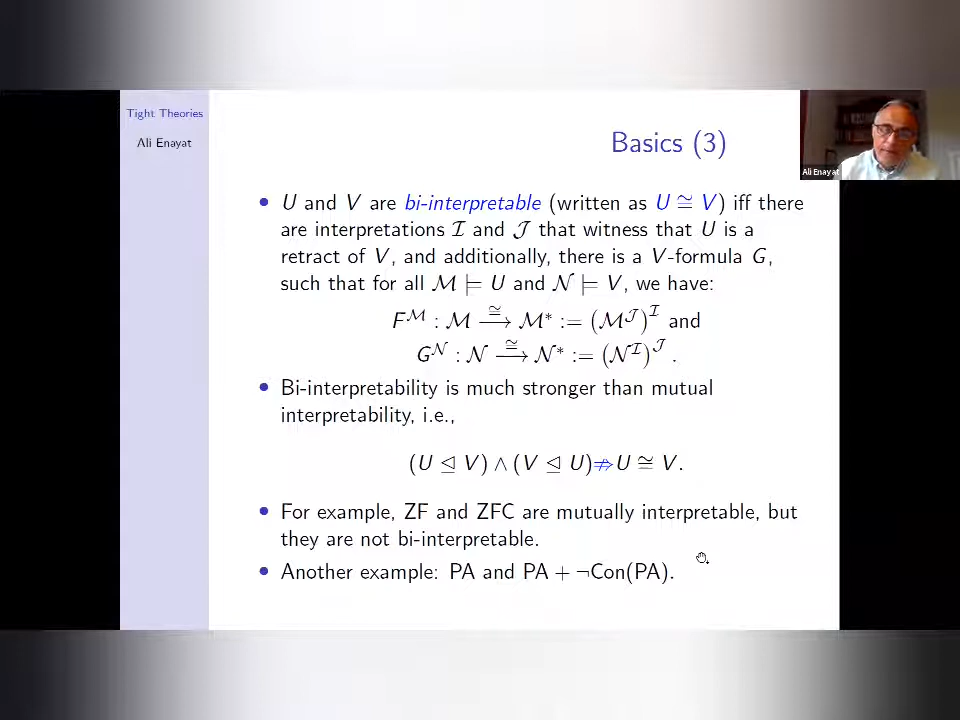 Tight Theories
Ali Enayat
Ali Enayat
Basics (3)
• U and V are bi-interpretable (written as U ≅ V) iff there
are interpretations ℐ and 𝒥 that witness that U is a
retract of V, and additionally, there is a V-formula G,
such that for all ℳ ⊨ U and 𝒩 ⊨ V, we have:
F^ℳ : ℳ ≅⟶ ℳ* := (ℳ^𝒥)^ℐ and
G^𝒩 : 𝒩 ≅⟶ 𝒩* := (𝒩^ℐ)^𝒥 .
• Bi-interpretability is much stronger than mutual
interpretability, i.e.,
(U ⊴ V) ∧ (V ⊴ U) ⇏ U ≅ V.
• For example, ZF and ZFC are mutually interpretable, but
they are not bi-interpretable.
• Another example: PA and PA + ¬Con(PA).